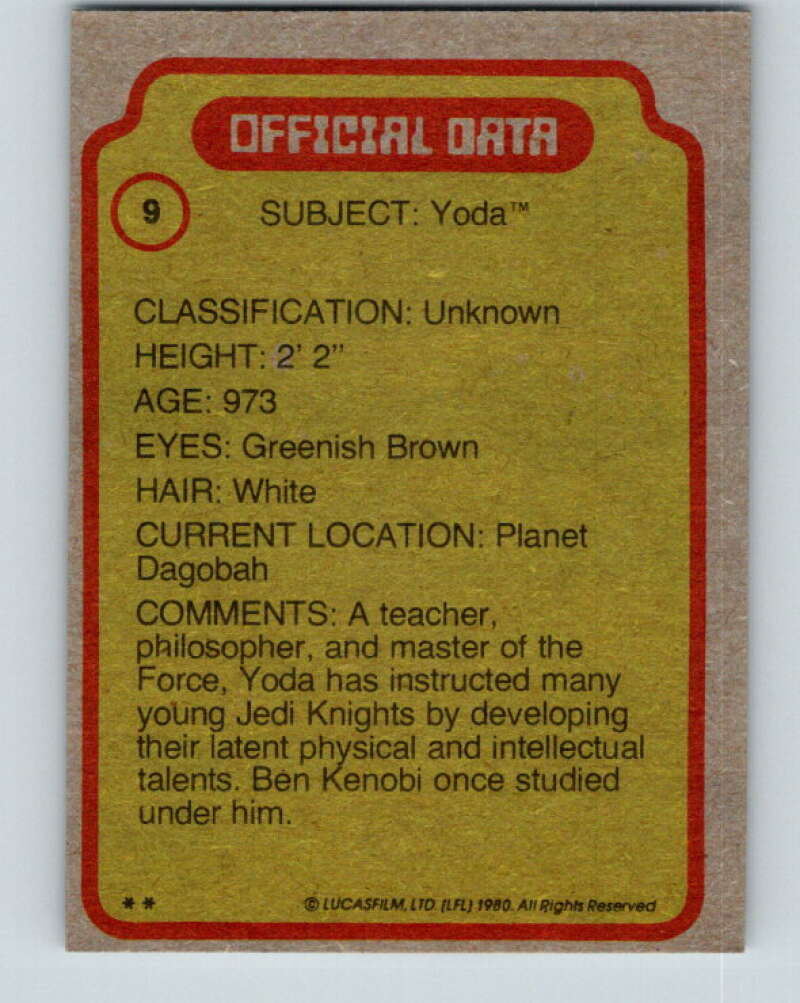 OFFICIAL DATA
9
SUBJECT: Yoda™
CLASSIFICATION: Unknown
HEIGHT: 2' 2"
AGE: 973
EYES: Greenish Brown
HAIR: White
CURRENT LOCATION: Planet
Dagobah
COMMENTS: A teacher,
philosopher, and master of the
Force, Yoda has instructed many
young Jedi Knights by developing
their latent physical and intellectual
talents. Ben Kenobi once studied
under him.
** © LUCASFILM, LTD. (LFL) 1980. All Rights Reserved